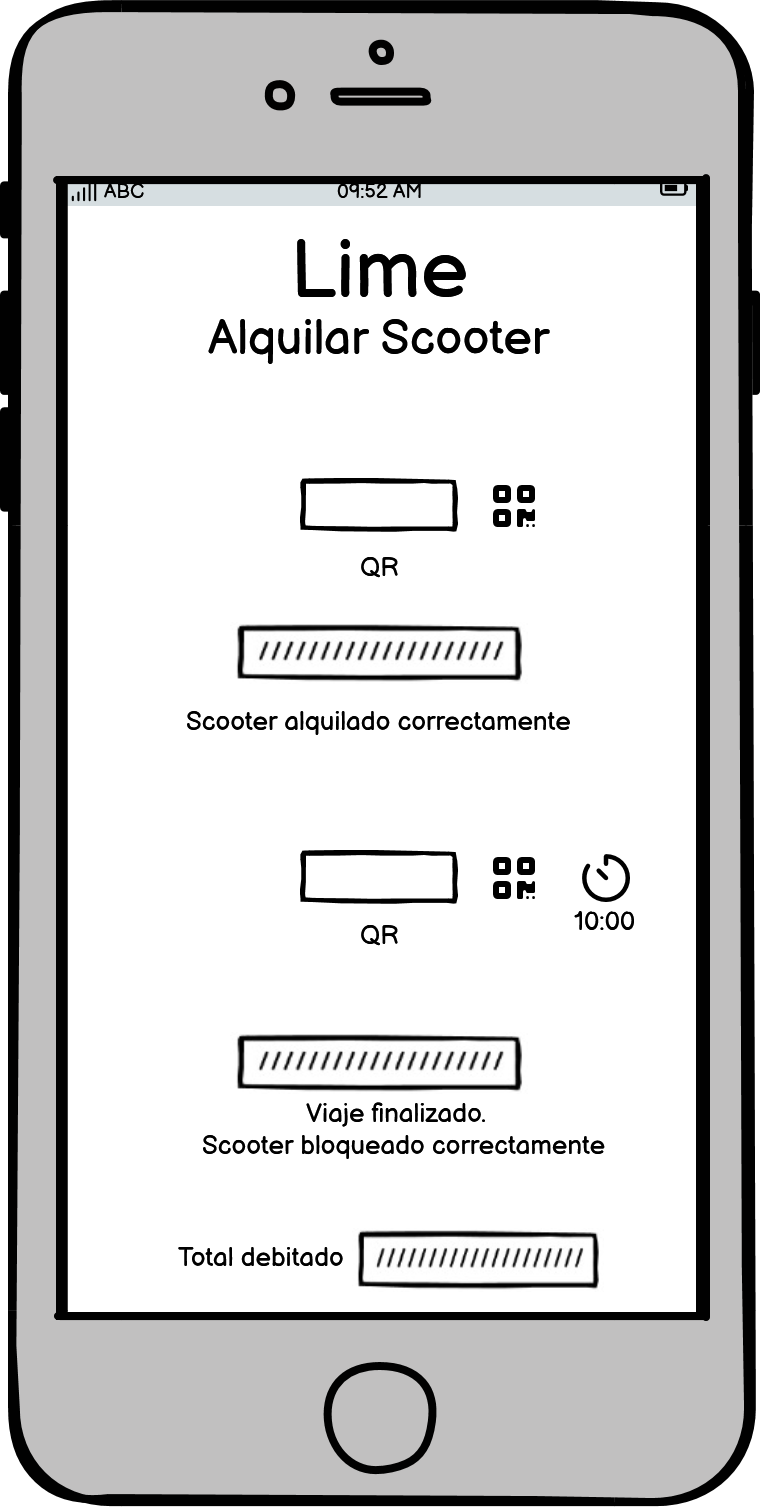 ABC 09:52 AM
Lime
Alquilar Scooter
QR
Scooter alquilado correctamente
10:00
QR
Viaje finalizado.
Scooter bloqueado correctamente
Total debitado